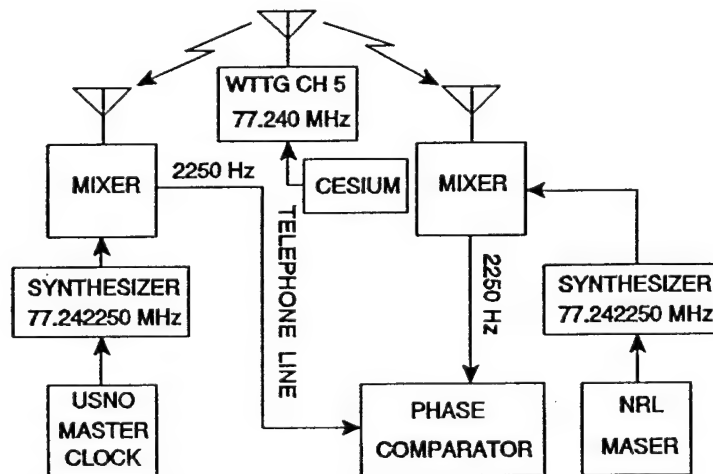 WTTG CH 5
77.240 MHz
MIXER
2250 Hz
CESIUM
MIXER
TELEPHONE LINE
2250 Hz
SYNTHESIZER
77.242250 MHz
SYNTHESIZER
77.242250 MHz
USNO
MASTER
CLOCK
PHASE
COMPARATOR
NRL
MASER